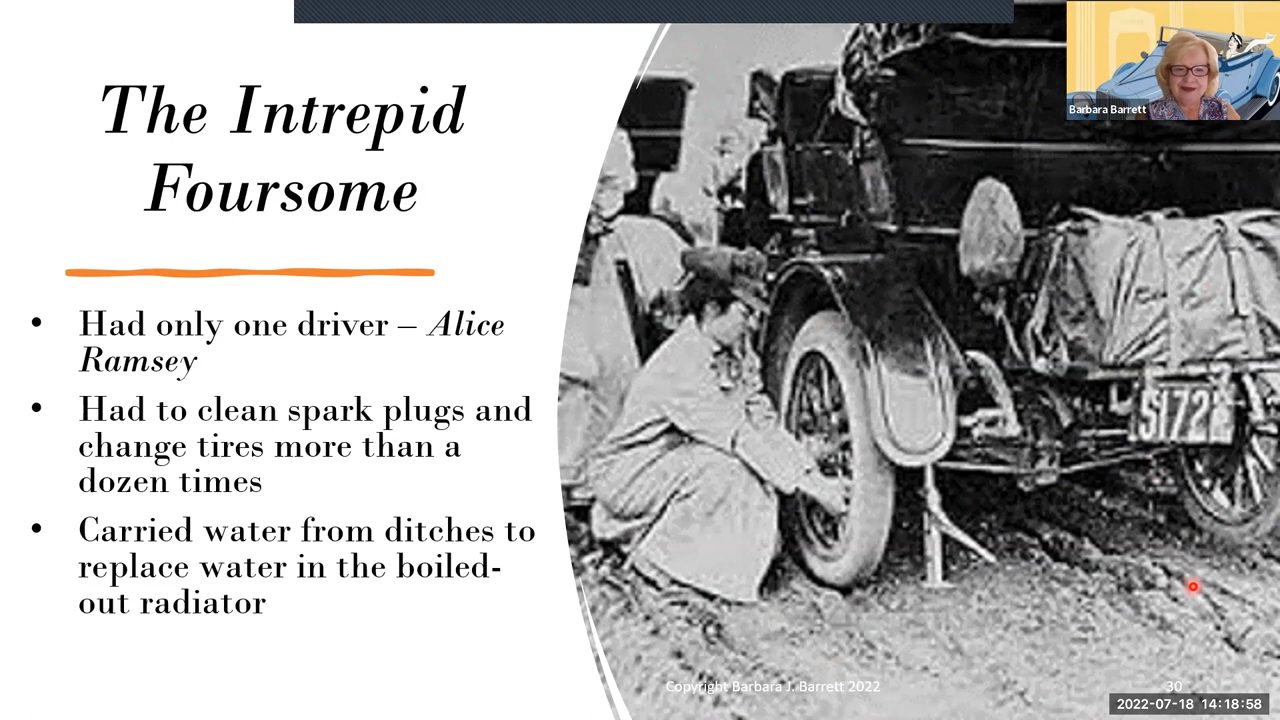 The Intrepid
Foursome
• Had only one driver – Alice
Ramsey
• Had to clean spark plugs and
change tires more than a
dozen times
• Carried water from ditches to
replace water in the boiled-
out radiator
Barbara Barrett
51722
Copyright Barbara J. Barrett 2022
30
2022-07-18 14:18:58